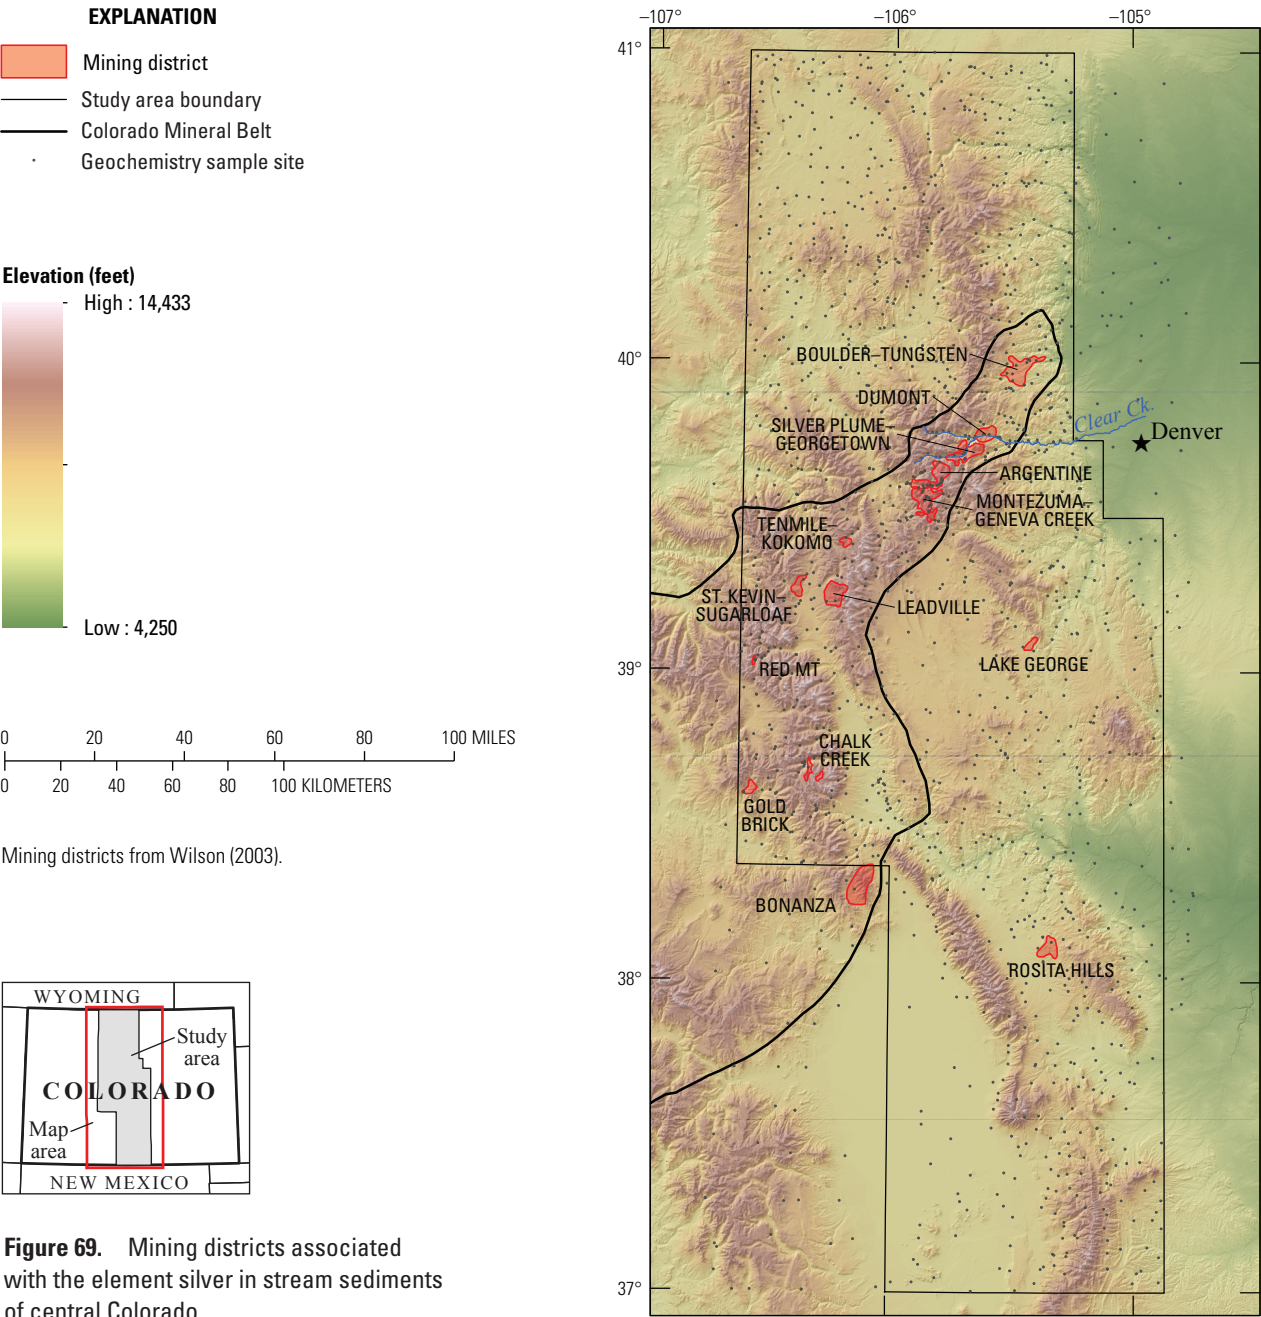 EXPLANATION
Mining district
Study area boundary
Colorado Mineral Belt
Geochemistry sample site
Elevation (feet)
High : 14,433
Low : 4,250
0 20 40 60 80 100 MILES
0 20 40 60 80 100 KILOMETERS
Mining districts from Wilson (2003).
WYOMING
Study
area
COLORADO
Map
area
NEW MEXICO
Figure 69. Mining districts associated
with the element silver in stream sediments
of central Colorado
–107° –106° –105°
41°
40°
39°
38°
37°
BOULDER–TUNGSTEN
DUMONT
Clear Ck.
SILVER PLUME–
GEORGETOWN
Denver
ARGENTINE
MONTEZUMA–
GENEVA CREEK
TENMILE–
KOKOMO
ST. KEVIN–
SUGARLOAF
LEADVILLE
LAKE GEORGE
RED MT
CHALK
CREEK
GOLD
BRICK
BONANZA
ROSITA HILLS